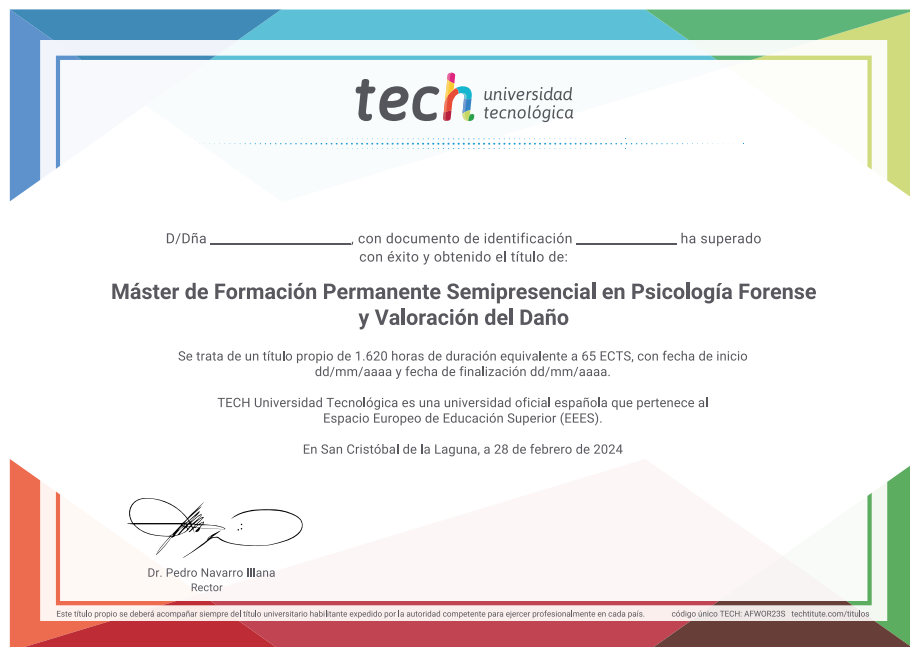 tech universidad
tecnológica
D/Dña ______________, con documento de identificación __________ ha superado
con éxito y obtenido el título de:
Máster de Formación Permanente Semipresencial en Psicología Forense
y Valoración del Daño
Se trata de un título propio de 1.620 horas de duración equivalente a 65 ECTS, con fecha de inicio
dd/mm/aaaa y fecha de finalización dd/mm/aaaa.
TECH Universidad Tecnológica es una universidad oficial española que pertenece al
Espacio Europeo de Educación Superior (EEES).
En San Cristóbal de la Laguna, a 28 de febrero de 2024
Dr. Pedro Navarro Illana
Rector
Este título propio se deberá acompañar siempre del título universitario habilitante expedido por la autoridad competente para ejercer profesionalmente en cada país. código único TECH: AFWOR23S techtitute.com/titulos